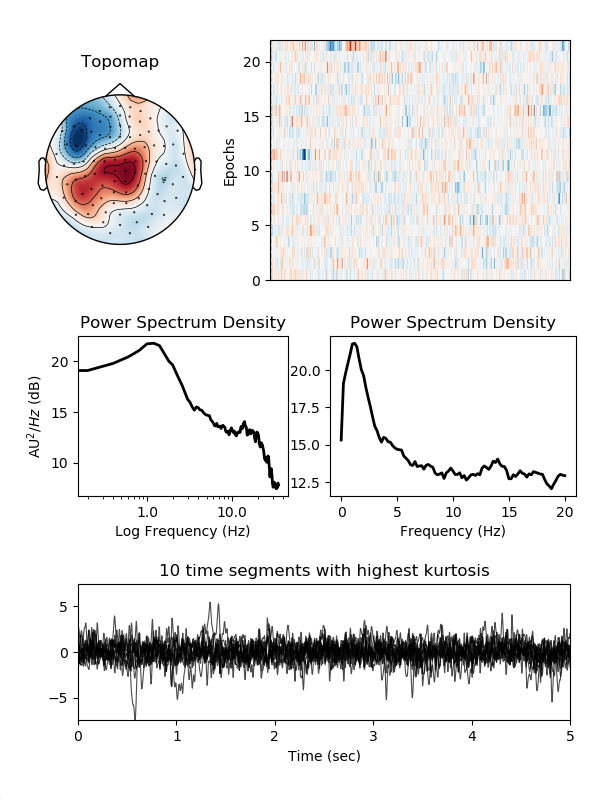 Topomap
20
15
10
5
0
Epochs
Power Spectrum Density
20
15
10
AU²/Hz (dB)
1.0 10.0
Log Frequency (Hz)
Power Spectrum Density
20.0
17.5
15.0
12.5
0 5 10 15 20
Frequency (Hz)
10 time segments with highest kurtosis
5
0
−5
0 1 2 3 4 5
Time (sec)